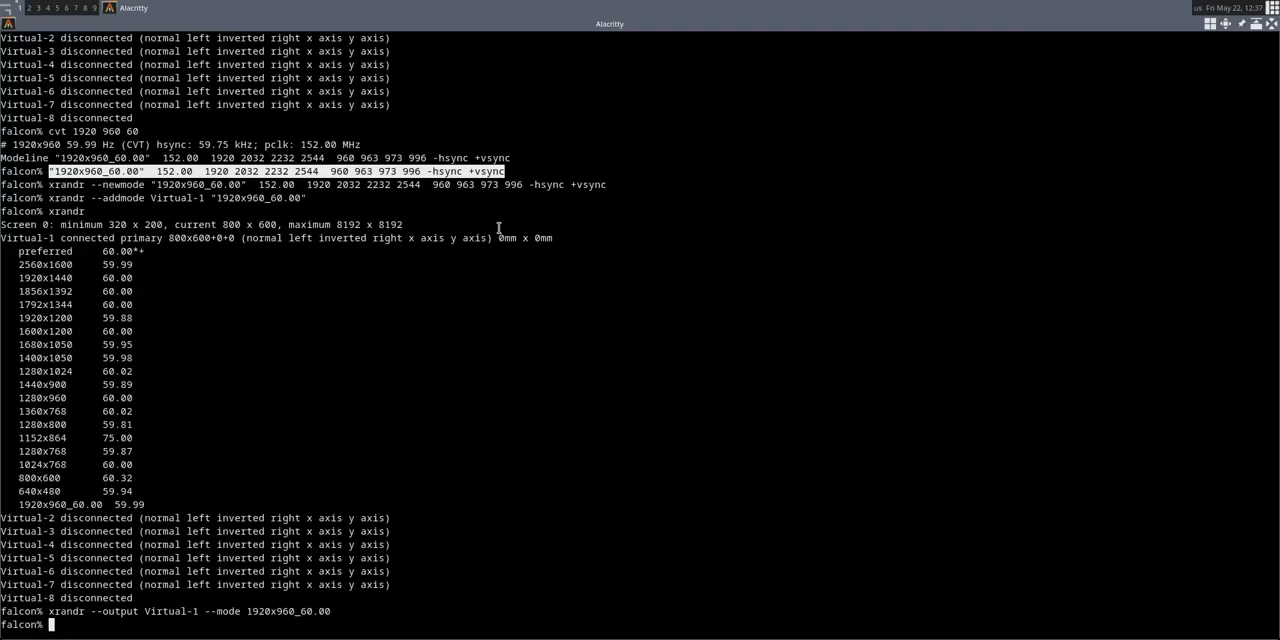 1 2 3 4 5 6 7 8 9 Alacritty us Fri May 22, 12:37
Alacritty
Virtual-2 disconnected (normal left inverted right x axis y axis)
Virtual-3 disconnected (normal left inverted right x axis y axis)
Virtual-4 disconnected (normal left inverted right x axis y axis)
Virtual-5 disconnected (normal left inverted right x axis y axis)
Virtual-6 disconnected (normal left inverted right x axis y axis)
Virtual-7 disconnected (normal left inverted right x axis y axis)
Virtual-8 disconnected
falcon% cvt 1920 960 60
# 1920x960 59.99 Hz (CVT) hsync: 59.75 kHz; pclk: 152.00 MHz
Modeline "1920x960_60.00"  152.00  1920 2032 2232 2544  960 963 973 996 -hsync +vsync
falcon% "1920x960_60.00"  152.00  1920 2032 2232 2544  960 963 973 996 -hsync +vsync
falcon% xrandr --newmode "1920x960_60.00"  152.00  1920 2032 2232 2544  960 963 973 996 -hsync +vsync
falcon% xrandr --addmode Virtual-1 "1920x960_60.00"
falcon% xrandr
Screen 0: minimum 320 x 200, current 800 x 600, maximum 8192 x 8192
Virtual-1 connected primary 800x600+0+0 (normal left inverted right x axis y axis) 0mm x 0mm
   preferred     60.00*+
   2560x1600     59.99
   1920x1440     60.00
   1856x1392     60.00
   1792x1344     60.00
   1920x1200     59.88
   1600x1200     60.00
   1680x1050     59.95
   1400x1050     59.98
   1280x1024     60.02
   1440x900      59.89
   1280x960      60.00
   1360x768      60.02
   1280x800      59.81
   1152x864      75.00
   1280x768      59.87
   1024x768      60.00
   800x600       60.32
   640x480       59.94
   1920x960_60.00  59.99
Virtual-2 disconnected (normal left inverted right x axis y axis)
Virtual-3 disconnected (normal left inverted right x axis y axis)
Virtual-4 disconnected (normal left inverted right x axis y axis)
Virtual-5 disconnected (normal left inverted right x axis y axis)
Virtual-6 disconnected (normal left inverted right x axis y axis)
Virtual-7 disconnected (normal left inverted right x axis y axis)
Virtual-8 disconnected
falcon% xrandr --output Virtual-1 --mode 1920x960_60.00
falcon%